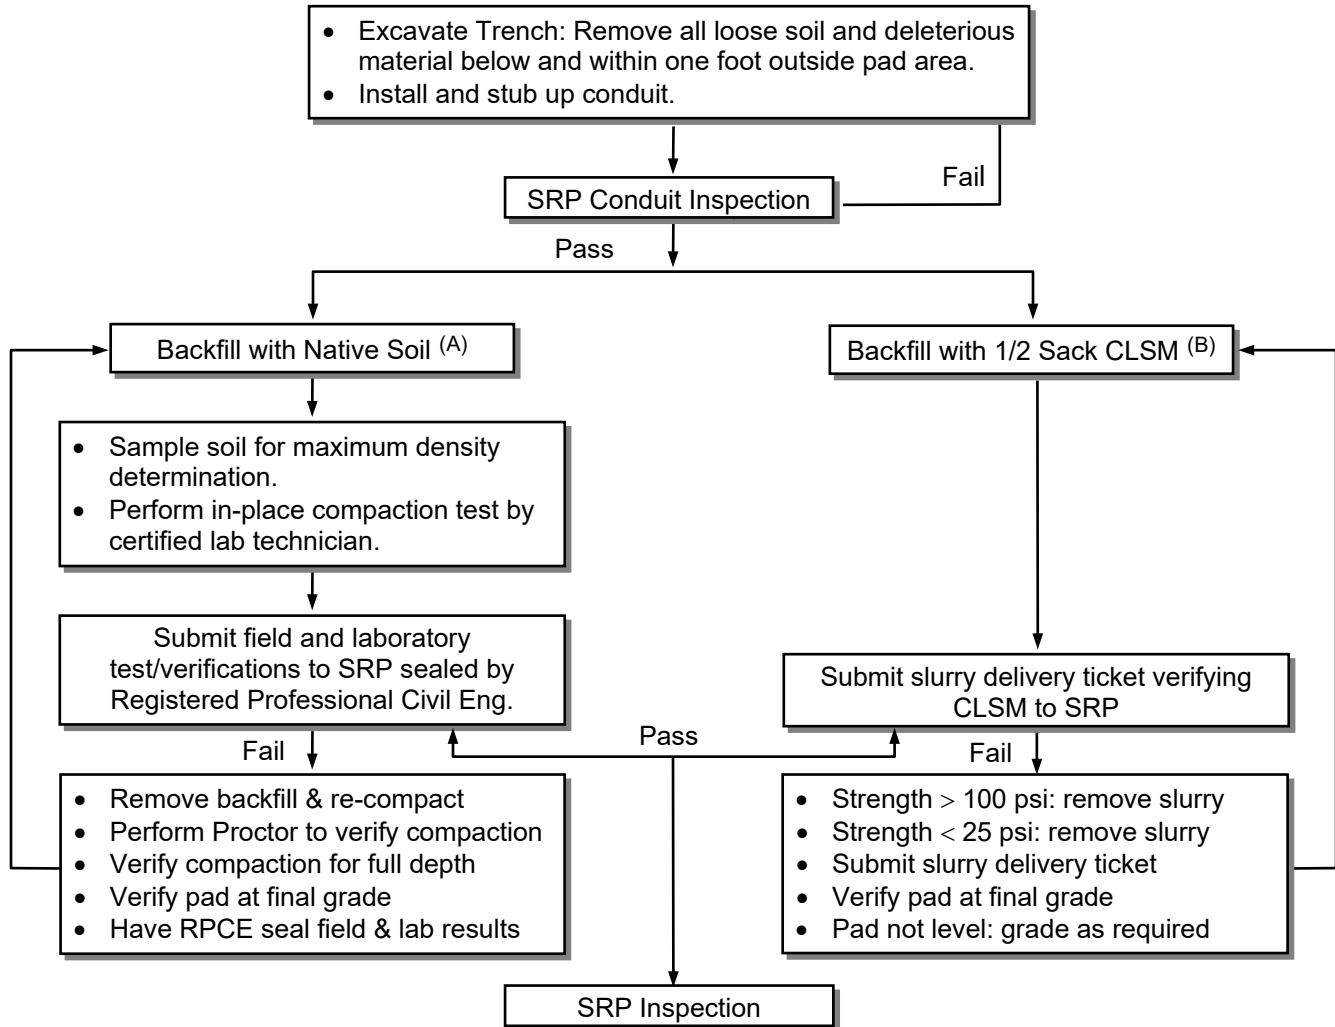 • Excavate Trench: Remove all loose soil and deleterious
material below and within one foot outside pad area.
• Install and stub up conduit.
Fail
SRP Conduit Inspection
Pass
Backfill with Native Soil (A)
Backfill with 1/2 Sack CLSM (B)
• Sample soil for maximum density
determination.
• Perform in-place compaction test by
certified lab technician.
Submit field and laboratory
test/verifications to SRP sealed by
Registered Professional Civil Eng.
Submit slurry delivery ticket verifying
CLSM to SRP
Pass
Fail
Fail
• Remove backfill & re-compact
• Perform Proctor to verify compaction
• Verify compaction for full depth
• Verify pad at final grade
• Have RPCE seal field & lab results
• Strength > 100 psi: remove slurry
• Strength < 25 psi: remove slurry
• Submit slurry delivery ticket
• Verify pad at final grade
• Pad not level: grade as required
SRP Inspection